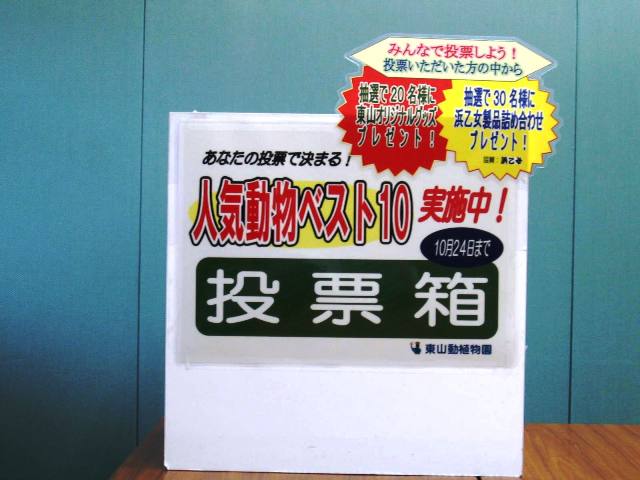 みんなで投票しよう！
投票いただいた方の中から
抽選で20名様に
東山オリジナルグッズ
プレゼント！
抽選で30名様に
浜乙女製品詰め合わせ
プレゼント！
協賛：浜乙女
あなたの投票で決まる！
人気動物ベスト10 実施中！
10月24日まで
投票箱
東山動植物園